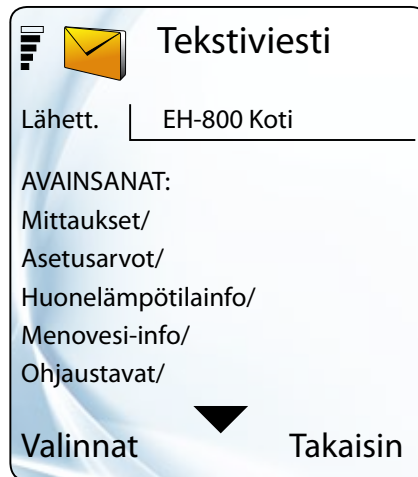 Tekstiviesti
Lähett. EH-800 Koti
AVAINSANAT:
Mittaukset/
Asetusarvot/
Huonelämpötilainfo/
Menovesi-info/
Ohjaustavat/
Valinnat Takaisin